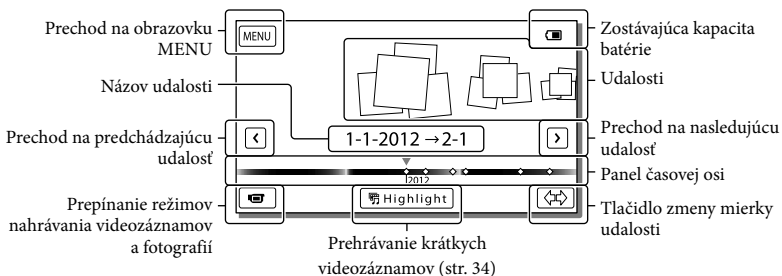 Prechod na obrazovku
MENU
Názov udalosti
Prechod na predchádzajúcu
udalosť
Prepínanie režimov
nahrávania videozáznamov
a fotografií
MENU
1-1-2012→2-1
2012
Highlight
Prehrávanie krátkych
videozáznamov (str. 34)
Zostávajúca kapacita
batérie
Udalosti
Prechod na nasledujúcu
udalosť
Panel časovej osi
Tlačidlo zmeny mierky
udalosti